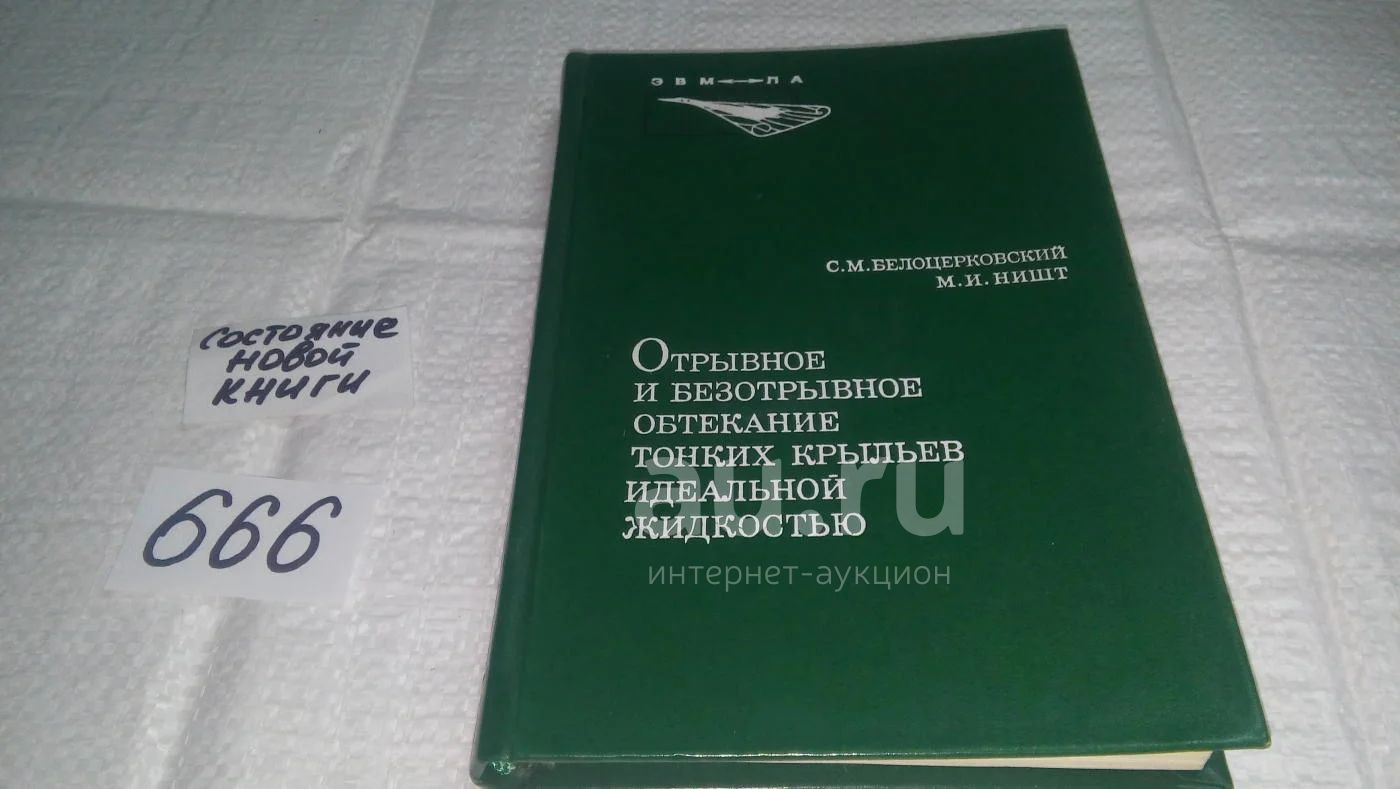 ЭВМ⟷ЛА
С.М.БЕЛОЦЕРКОВСКИЙ
М.И.НИШТ
ОТРЫВНОЕ
И БЕЗОТРЫВНОЕ
ОБТЕКАНИЕ
ТОНКИХ КРЫЛЬЕВ
ИДЕАЛЬНОЙ
ЖИДКОСТЬЮ
au.ru
интернет-аукцион
состояние
новой
книги
666